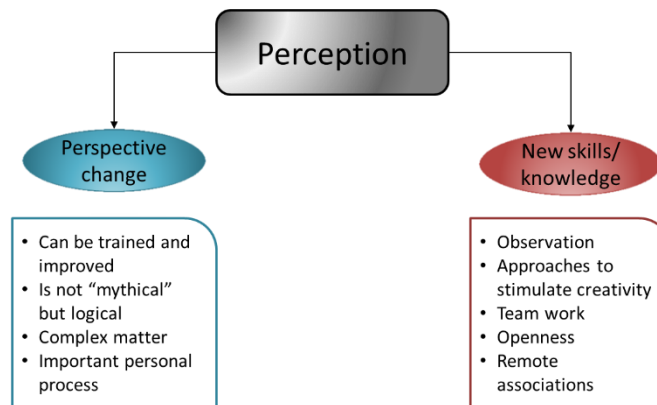 Perception
Perspective
change
• Can be trained and
improved
• Is not “mythical”
but logical
• Complex matter
• Important personal
process
New skills/
knowledge
• Observation
• Approaches to
stimulate creativity
• Team work
• Openness
• Remote
associations